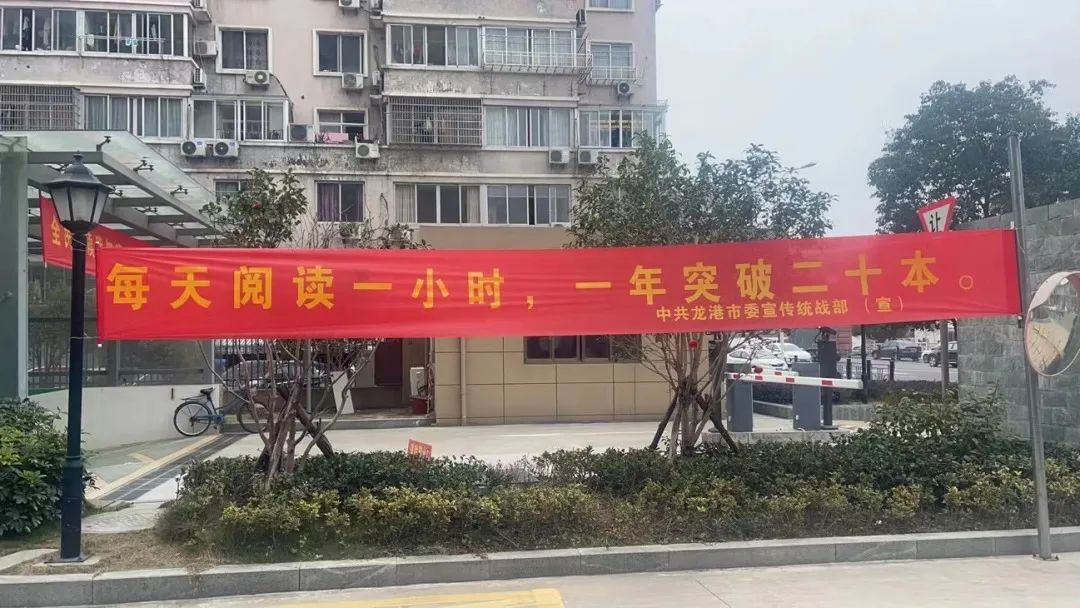 每天阅读一小时，一年突破二十本。
中共龙港市委宣传统战部（宣）
让